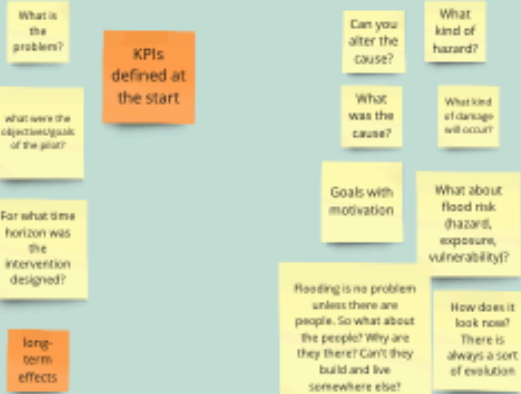 What is
the
problem?
KPIs
defined at
the start
what were the
objectives/goals
of the pilot?
For what time
horizon was
the
intervention
designed?
long-
term
effects
Can you
alter the
cause?
What
kind of
hazard?
What
was the
cause?
What kind
of damage
will occur?
Goals with
motivation
What about
flood risk
(hazard,
exposure,
vulnerability)?
Flooding is no problem
unless there are
people. So what about
the people? Why are
they there? Can't they
build and live
somewhere else?
How does it
look now?
There is
always a sort
of evolution